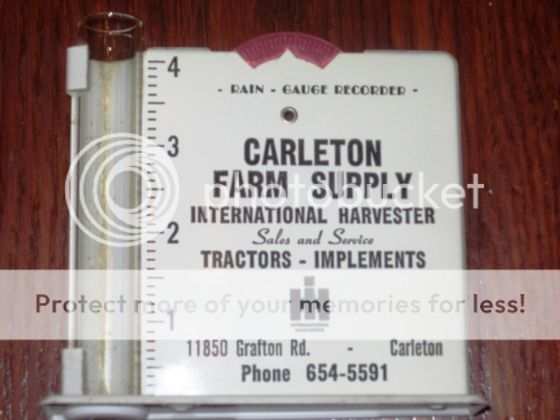 4
- RAIN - GAUGE RECORDER -
3
CARLETON
FARM SUPPLY
photobucket
INTERNATIONAL HARVESTER
2
Sales and Service
TRACTORS - IMPLEMENTS
Protect more of your memories for less!
1
11850 Grafton Rd. - Carleton
Phone 654-5591